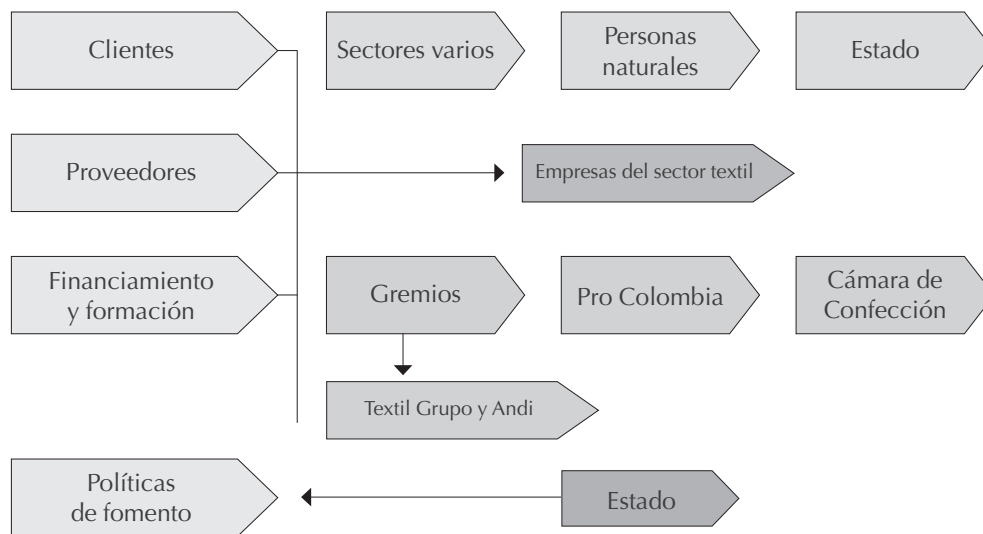 Clientes
Sectores varios
Personas
naturales
Estado
Proveedores
Empresas del sector textil
Financiamiento
y formación
Gremios
Pro Colombia
Cámara de
Confección
Textil Grupo y Andi
Políticas
de fomento
Estado